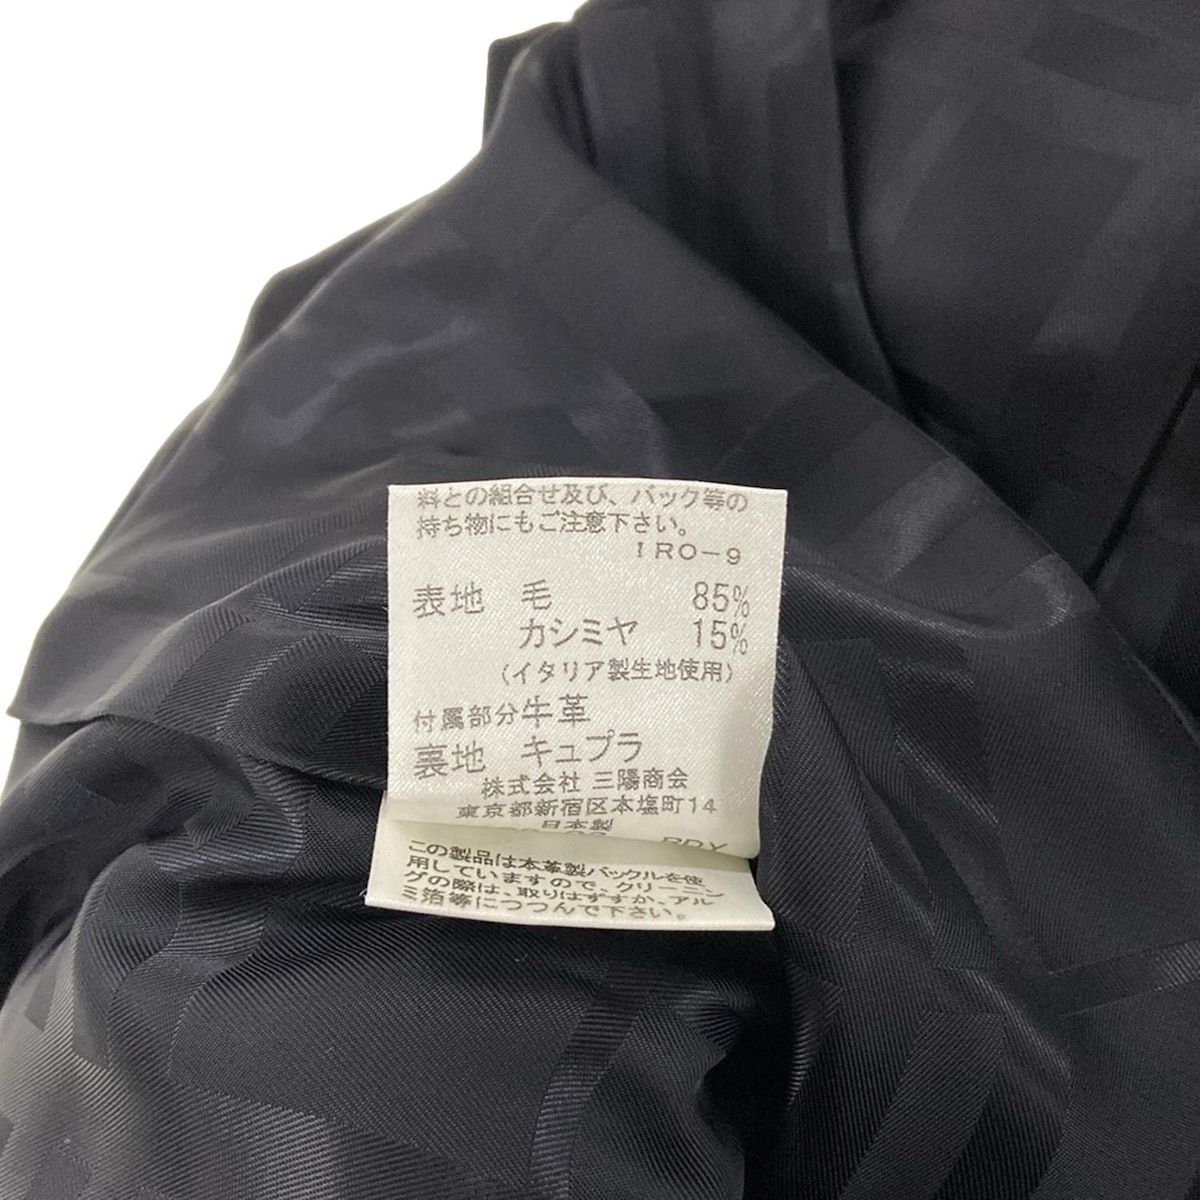 料との組合せ及び、バック等の
持ち物にもご注意下さい。
IRO-9
表地 毛 85%
カシミヤ 15%
(イタリア製生地使用)
付属部分牛革
裏地 キュプラ
株式会社 三陽商会
東京都新宿区本塩町14
日本製
この製品は本革製バックルを使
用していますので、クリーニン
グの際は、取りはずすか、アル
ミ箔等につつんで下さい。